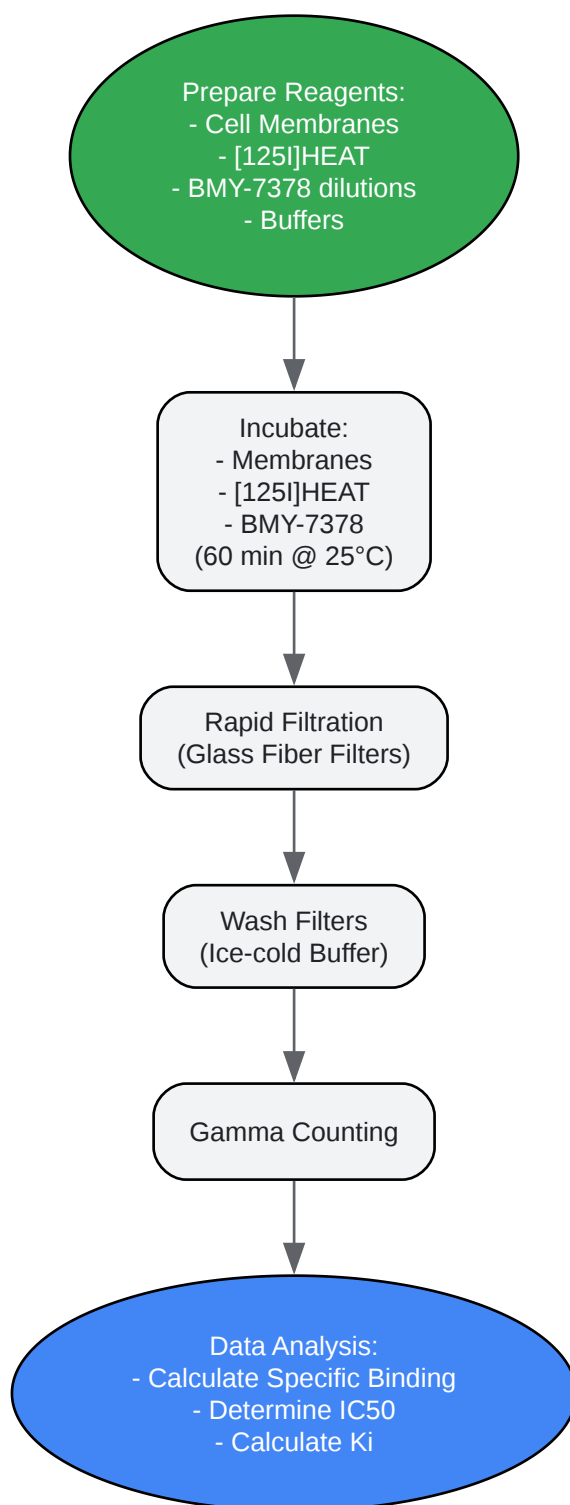 Prepare Reagents:
- Cell Membranes
- [125I]HEAT
- BMY-7378 dilutions
- Buffers
Incubate:
- Membranes
- [125I]HEAT
- BMY-7378
(60 min @ 25°C)
Rapid Filtration
(Glass Fiber Filters)
Wash Filters
(Ice-cold Buffer)
Gamma Counting
Data Analysis:
- Calculate Specific Binding
- Determine IC50
- Calculate Ki